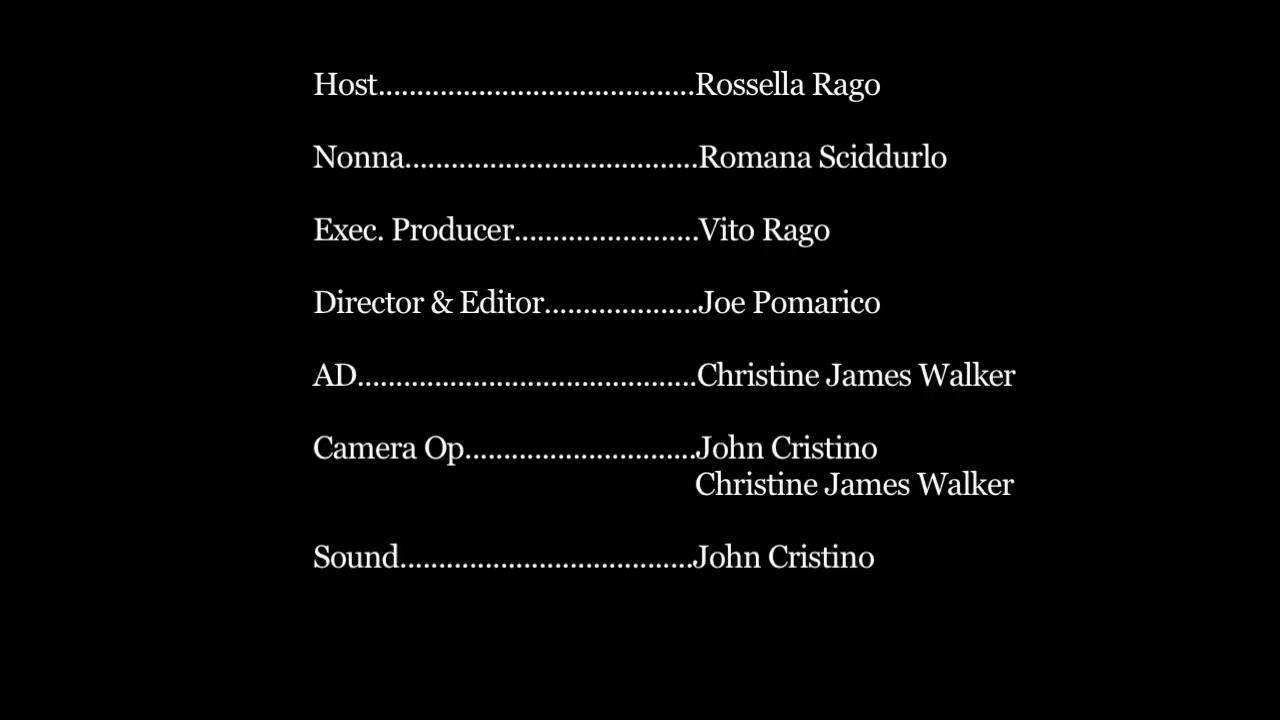 Host.........................................Rossella Rago
Nonna......................................Romana Sciddurlo
Exec. Producer........................Vito Rago
Director & Editor....................Joe Pomarico
AD............................................Christine James Walker
Camera Op..............................John Cristino
Christine James Walker
Sound......................................John Cristino